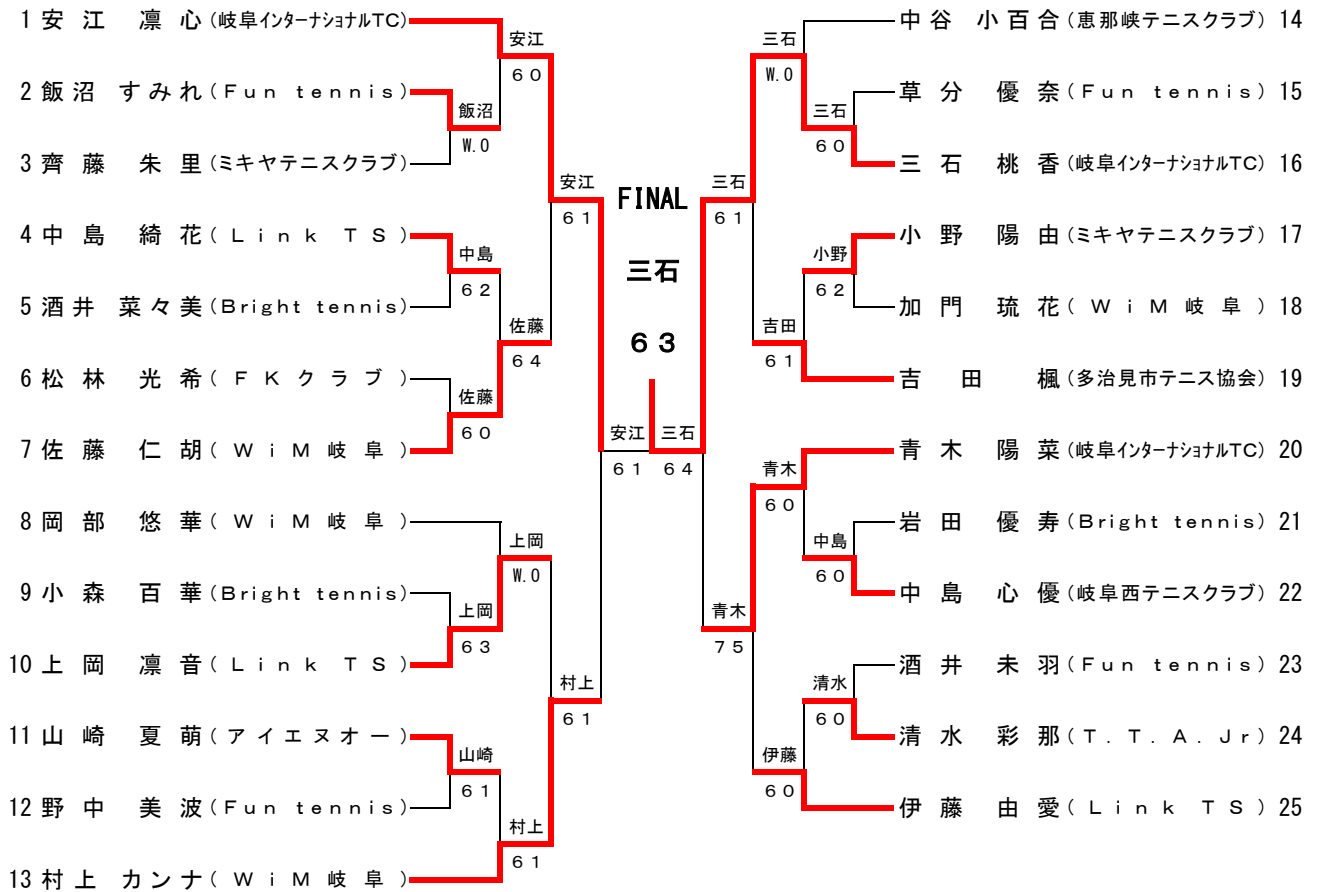 1 安江 凛心 (岐阜インターナショナルTC)
2 飯沼 すみれ (Fun tennis)
3 齊藤 朱里 (ミキヤテニスクラブ)
4 中島 綺花 (Link TS)
5 酒井 菜々美 (Bright tennis)
6 松林 光希 (FKクラブ)
7 佐藤 仁胡 (WiM岐阜)
8 岡部 悠華 (WiM岐阜)
9 小森 百華 (Bright tennis)
10 上岡 凛音 (Link TS)
11 山崎 夏萌 (アイエヌオー)
12 野中 美波 (Fun tennis)
13 村上 カンナ (WiM岐阜)
飯沼
W.0
中島
62
佐藤
60
上岡
63
山崎
61
安江
60
佐藤
64
上岡
W.0
村上
61
安江
61
村上
61
安江
61
FINAL
三石
63
三石
64
三石
61
青木
75
三石
W.0
吉田
61
青木
60
伊藤
60
三石
60
小野
62
中島
60
清水
60
中谷 小百合 (恵那峡テニスクラブ) 14
草分 優奈 (Fun tennis) 15
三石 桃香 (岐阜インターナショナルTC) 16
小野 陽由 (ミキヤテニスクラブ) 17
加門 琉花 (WiM岐阜) 18
吉田 楓 (多治見市テニス協会) 19
青木 陽菜 (岐阜インターナショナルTC) 20
岩田 優寿 (Bright tennis) 21
中島 心優 (岐阜西テニスクラブ) 22
酒井 未羽 (Fun tennis) 23
清水 彩那 (T.T.A.Jr) 24
伊藤 由愛 (Link TS) 25